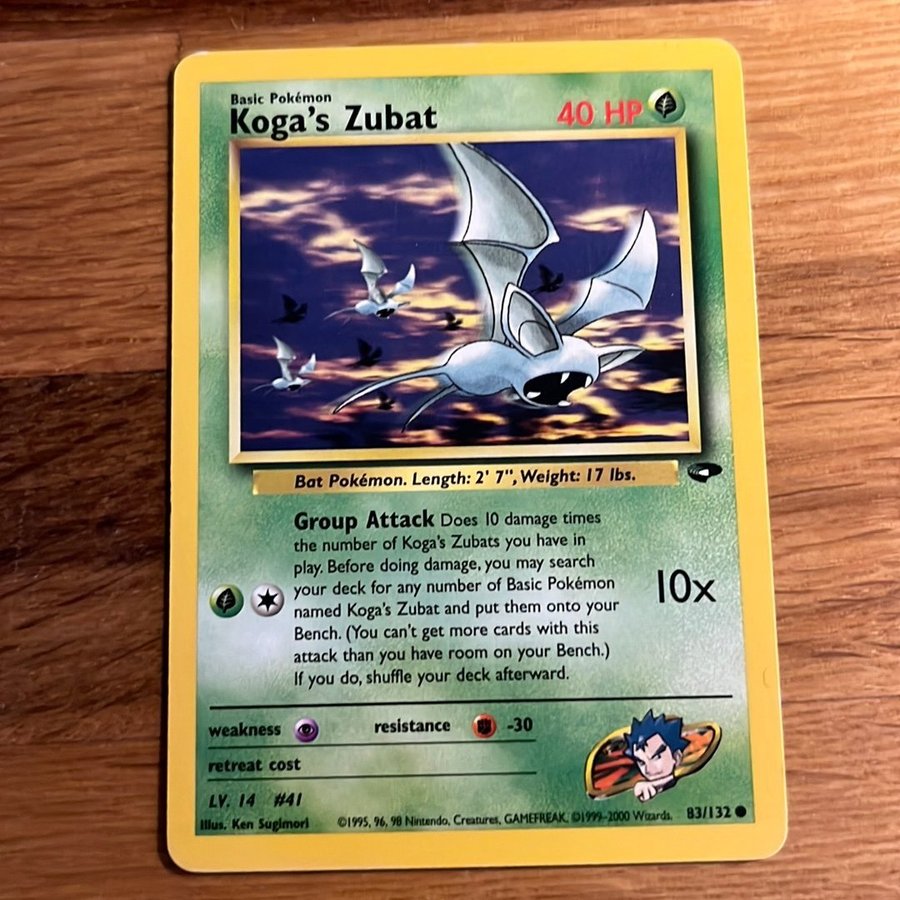 Basic Pokémon
Koga's Zubat
40 HP
Bat Pokémon. Length: 2' 7", Weight: 17 lbs.
Group Attack Does 10 damage times
the number of Koga's Zubats you have in
play. Before doing damage, you may search
your deck for any number of Basic Pokémon
named Koga's Zubat and put them onto your
Bench. (You can't get more cards with this
attack than you have room on your Bench.)
If you do, shuffle your deck afterward.
10x
weakness
resistance -30
retreat cost
LV. 14 #41
Illus. Ken Sugimori
©1995, 96, 98 Nintendo, Creatures, GAMEFREAK. ©1999-2000 Wizards.
83/132